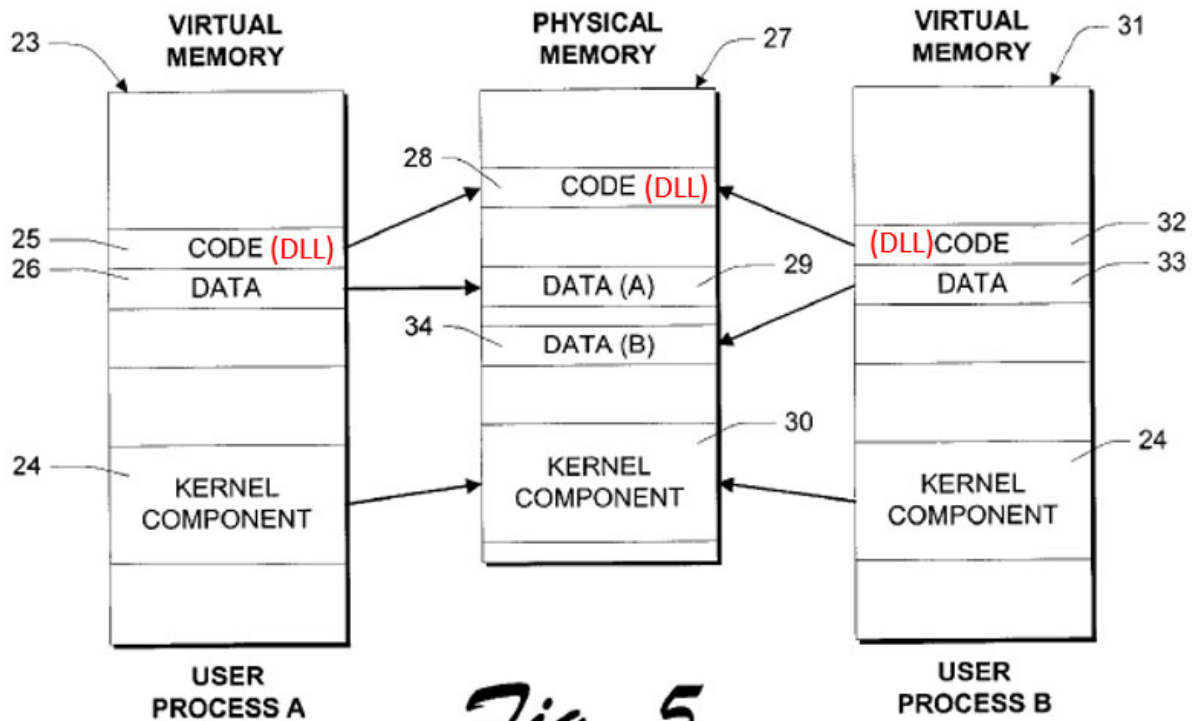 VIRTUAL
MEMORY
23
PHYSICAL
MEMORY
27
VIRTUAL
MEMORY
31
28
CODE (DLL)
25
CODE (DLL)
(DLL)CODE
32
26
DATA
DATA (A)
29
DATA
33
34
DATA (B)
24
KERNEL
COMPONENT
30
KERNEL
COMPONENT
KERNEL
COMPONENT
24
USER
PROCESS A
USER
PROCESS B
Fig. 5